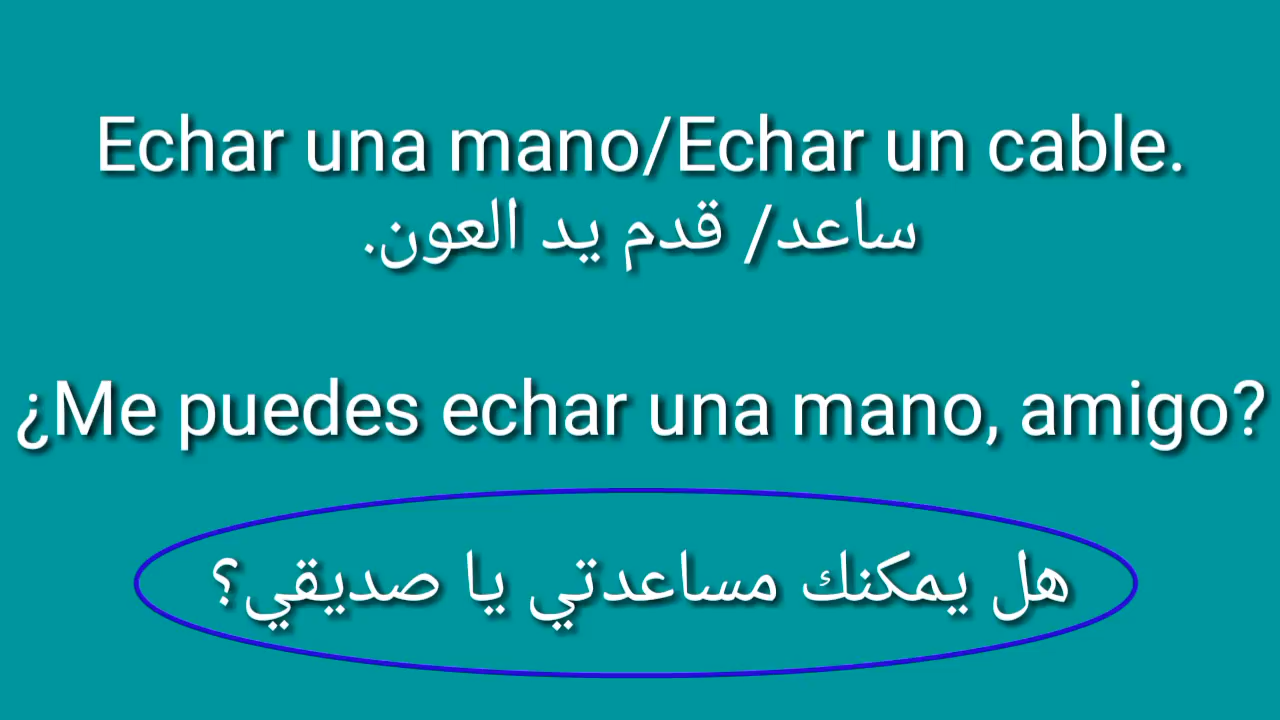 Echar una mano/Echar un cable.
ساعد/ قدم يد العون.
¿Me puedes echar una mano, amigo?
هل يمكنك مساعدتي يا صديقي؟